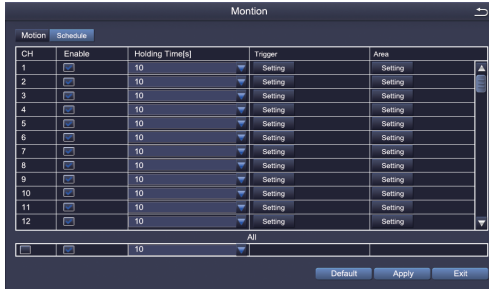 Montion
Motion Schedule
CH Enable Holding Time[s] Trigger Area
1 10 Setting Setting
2 10 Setting Setting
3 10 Setting Setting
4 10 Setting Setting
5 10 Setting Setting
6 10 Setting Setting
7 10 Setting Setting
8 10 Setting Setting
9 10 Setting Setting
10 10 Setting Setting
11 10 Setting Setting
12 10 Setting Setting
All
10
Default Apply Exit